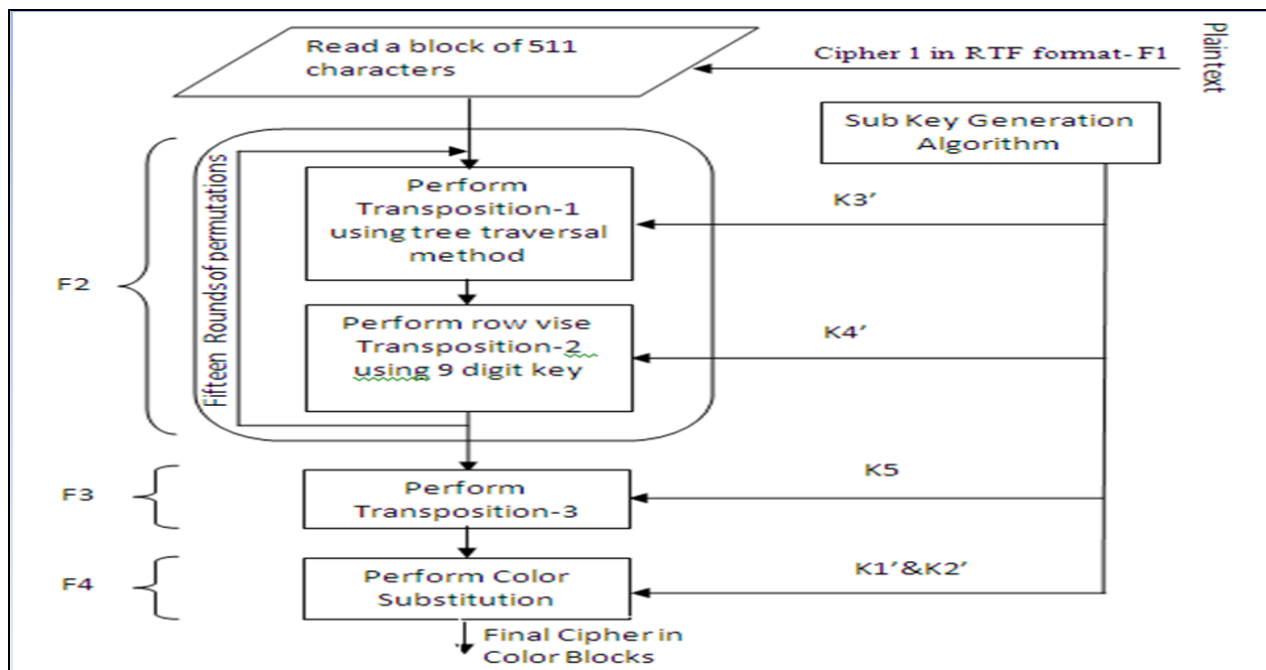 Read a block of 511
characters
Cipher 1 in RTF format- F1
Plain text
Sub Key Generation
Algorithm
Fifteen Rounds of permutations
Perform
Transposition-1
using tree traversal
method
K3′
F2
Perform row vise
Transposition-2
using 9 digit key
K4′
F3
Perform
Transposition-3
K5
F4
Perform Color
Substitution
K1′&K2′
Final Cipher in
Color Blocks